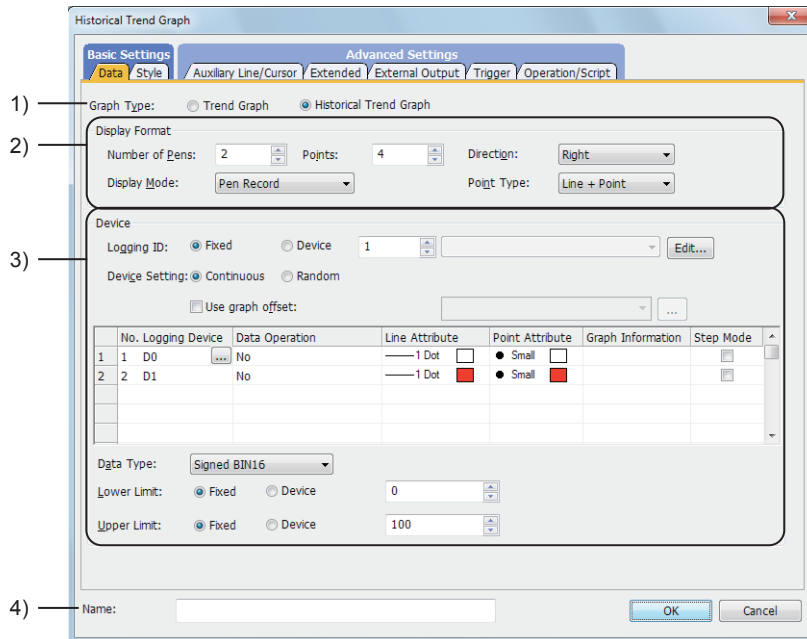 Historical Trend Graph
Basic Settings Advanced Settings
Data Style Auxiliary Line/Cursor Extended External Output Trigger Operation/Script
1) Graph Type: Trend Graph Historical Trend Graph
2) Display Format
Number of Pens: 2 Points: 4 Direction: Right
Display Mode: Pen Record Point Type: Line + Point
3) Device
Logging ID: Fixed Device 1 Edit...
Device Setting: Continuous Random
Use graph offset: ...
No. Logging Device Data Operation Line Attribute Point Attribute Graph Information Step Mode
1 1 D0 ... No 1 Dot Small
2 2 D1 No 1 Dot Small
Data Type: Signed BIN16
Lower Limit: Fixed Device 0
Upper Limit: Fixed Device 100
4) Name: OK Cancel